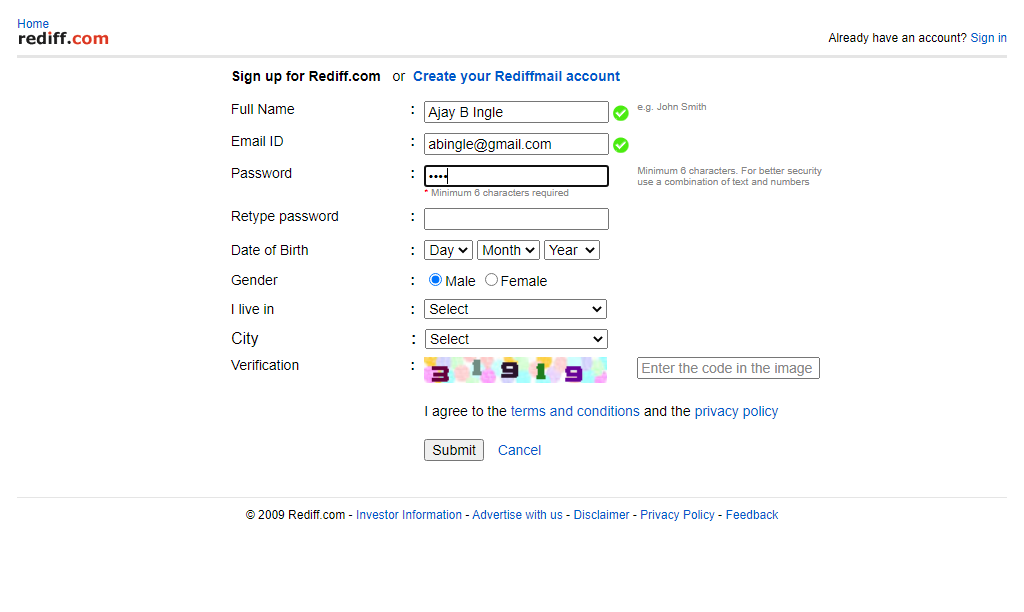 Home
rediff.com
Already have an account? Sign in
Sign up for Rediff.com or Create your Rediffmail account
Full Name : Ajay B Ingle e.g. John Smith
Email ID : abingle@gmail.com
Password : •••• Minimum 6 characters. For better security
use a combination of text and numbers
* Minimum 6 characters required
Retype password :
Date of Birth : Day Month Year
Gender : Male Female
I live in : Select
City : Select
Verification : 31919 Enter the code in the image
I agree to the terms and conditions and the privacy policy
Submit Cancel
© 2009 Rediff.com - Investor Information - Advertise with us - Disclaimer - Privacy Policy - Feedback